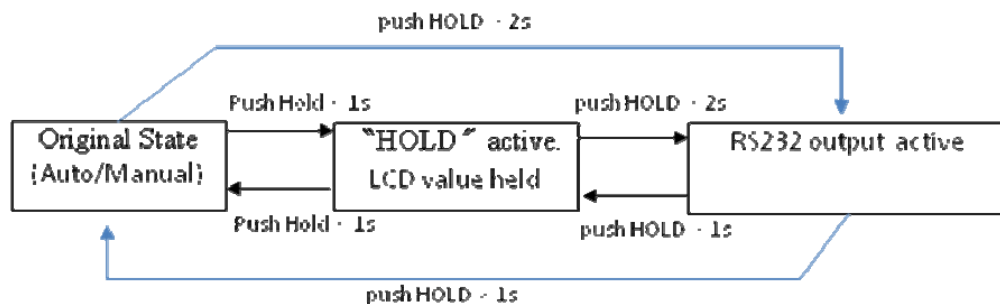 push HOLD · 2s
Push Hold · 1s
push HOLD · 2s
Original State
(Auto/Manual)
"HOLD" active.
LCD value held
RS232 output active
Push Hold · 1s
push HOLD · 1s
push HOLD · 1s